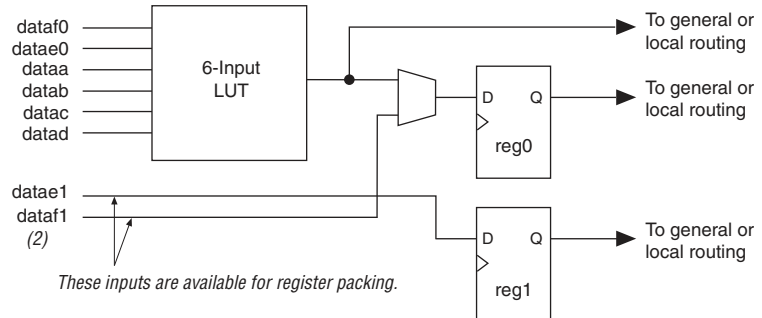 dataf0
datae0
dataa
datab
datac
datad
6-Input
LUT
To general or
local routing
D Q
reg0
To general or
local routing
datae1
dataf1
(2)
These inputs are available for register packing.
D Q
reg1
To general or
local routing